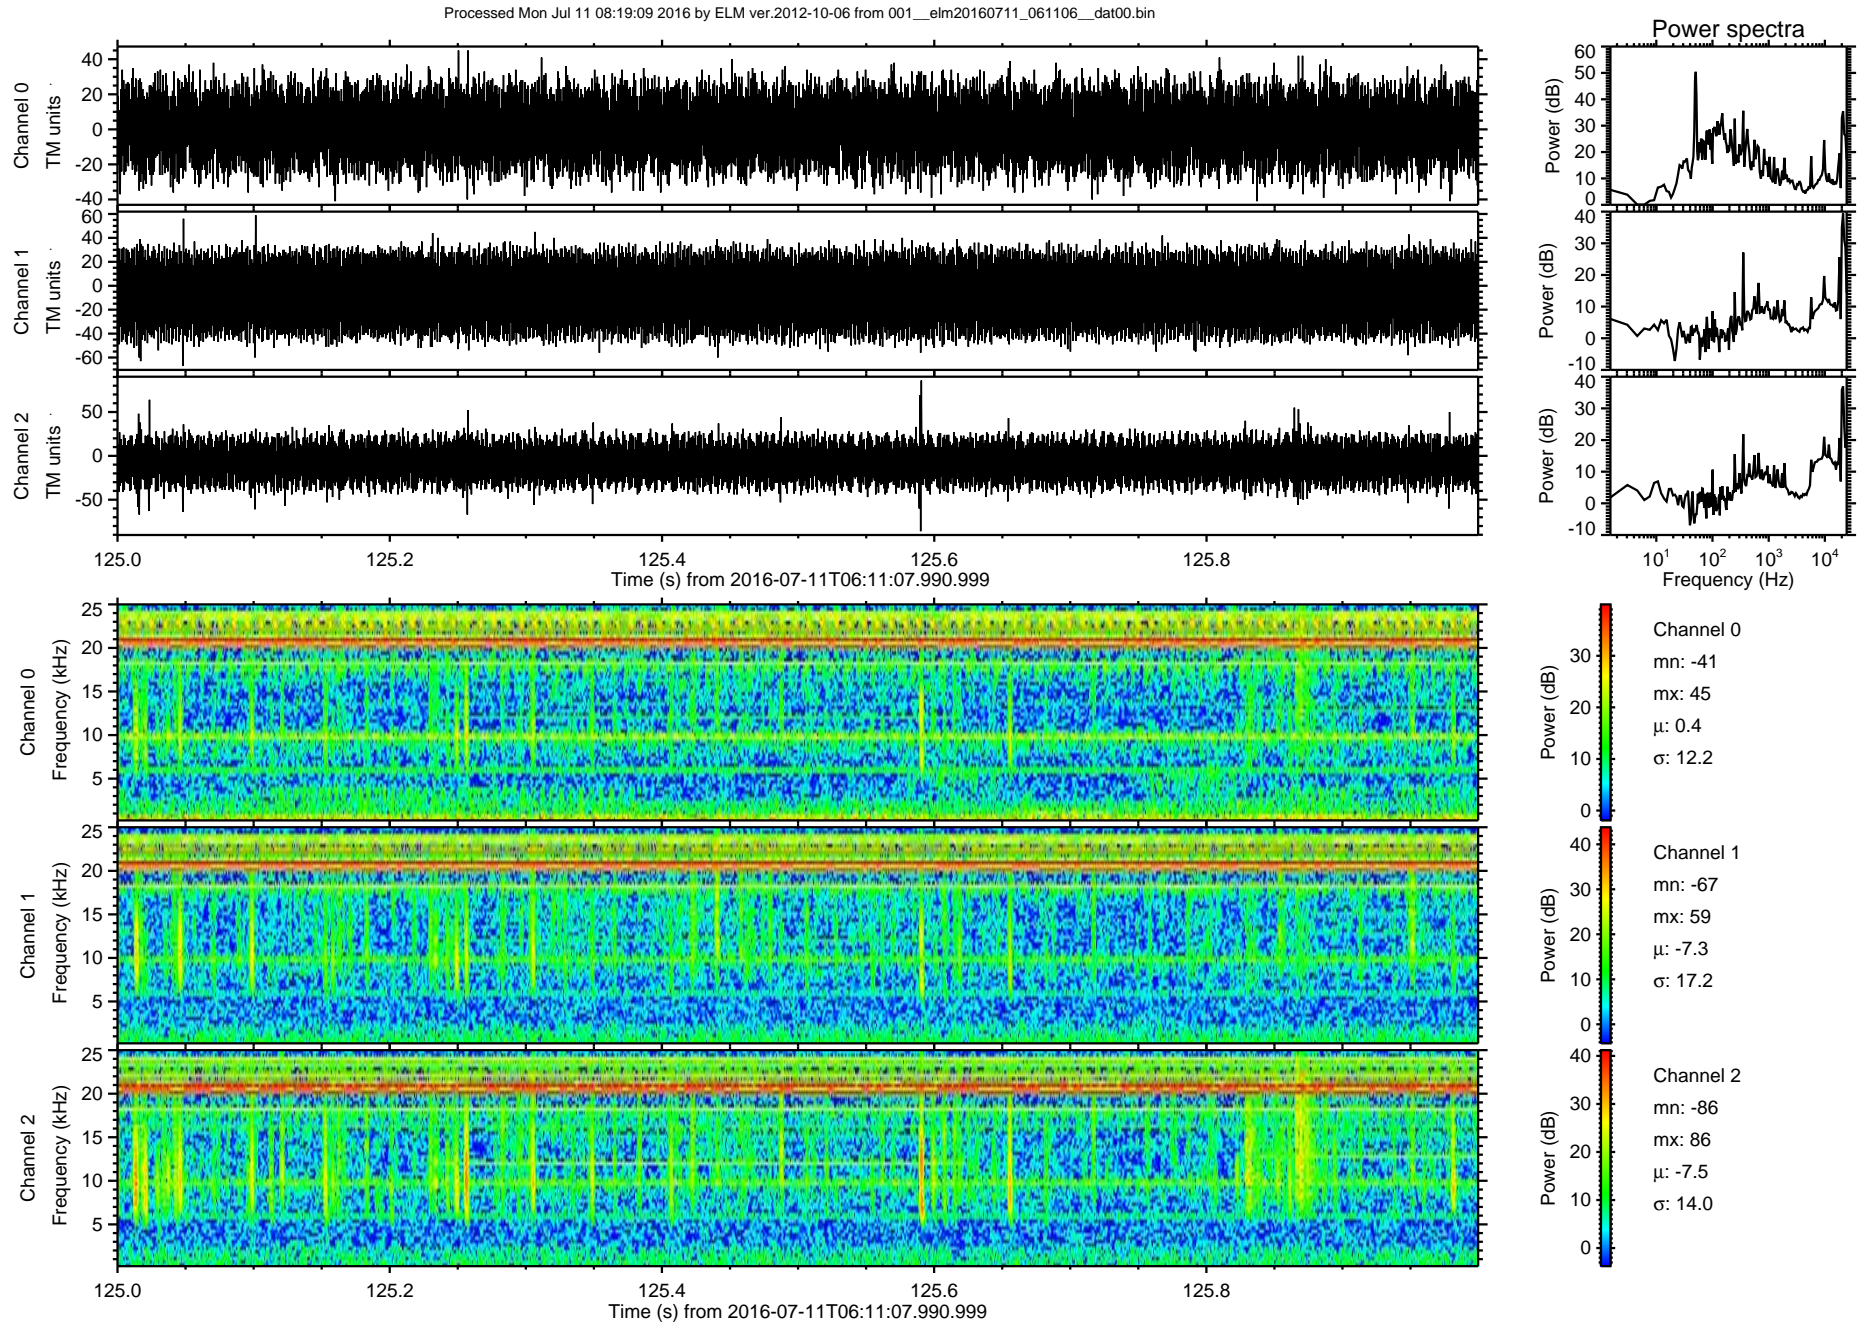 Processed Mon Jul 11 08:19:09 2016 by ELM ver.2012-10-06 from 001__elm20160711_061106__dat00.bin
Power spectra
Channel 0
TM units
40
20
0
-20
-40
Power (dB)
60
50
40
30
20
10
0
Channel 1
TM units
60
40
20
0
-20
-40
-60
Power (dB)
40
30
20
10
0
-10
Channel 2
TM units
50
0
-50
Power (dB)
40
30
20
10
0
-10
125.0 125.2 125.4 125.6 125.8
Time (s) from 2016-07-11T06:11:07.990.999
10¹ 10² 10³ 10⁴
Frequency (Hz)
Channel 0
Frequency (kHz)
25
20
15
10
5
Power (dB)
30
20
10
0
Channel 0
mn: -41
mx: 45
μ: 0.4
σ: 12.2
Channel 1
Frequency (kHz)
25
20
15
10
5
Power (dB)
40
30
20
10
0
Channel 1
mn: -67
mx: 59
μ: -7.3
σ: 17.2
Channel 2
Frequency (kHz)
25
20
15
10
5
Power (dB)
40
30
20
10
0
Channel 2
mn: -86
mx: 86
μ: -7.5
σ: 14.0
125.0 125.2 125.4 125.6 125.8
Time (s) from 2016-07-11T06:11:07.990.999